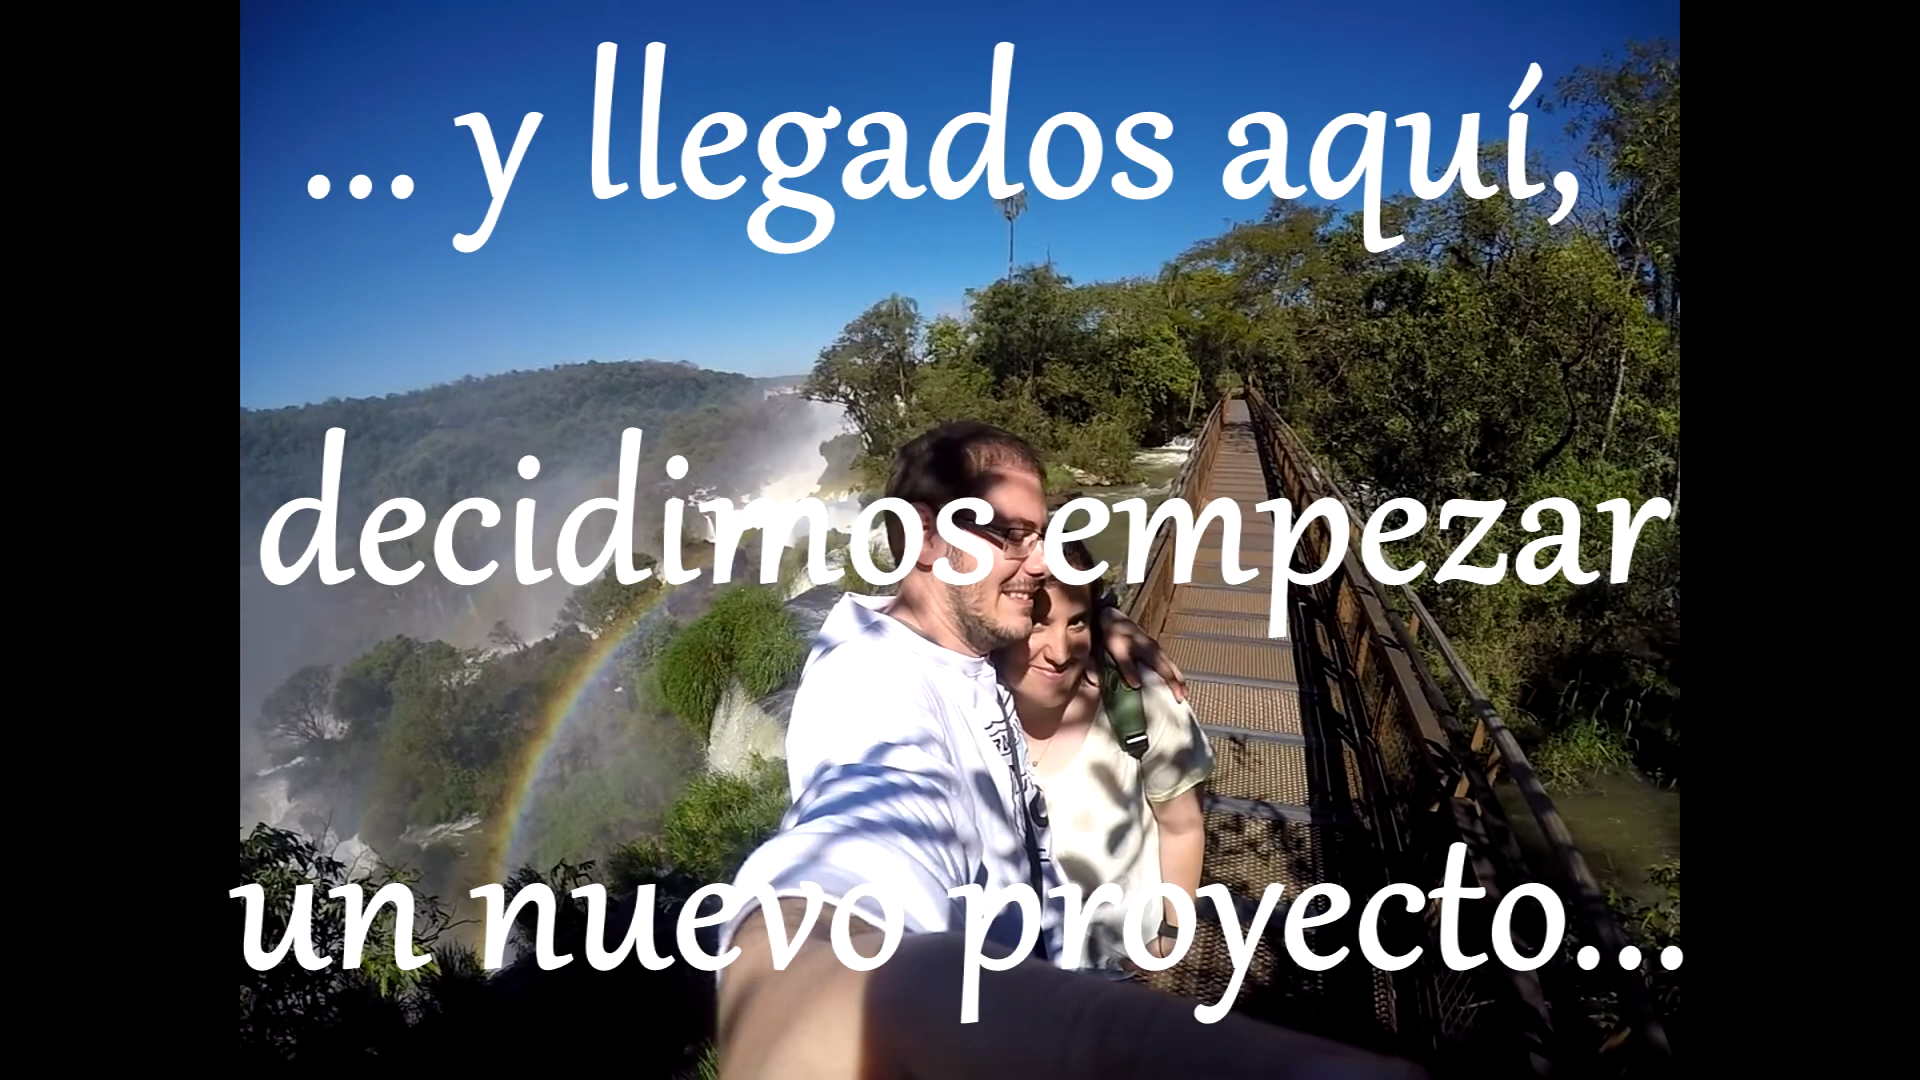 ... y llegados aquí,
decidimos empezar
un nuevo proyecto...